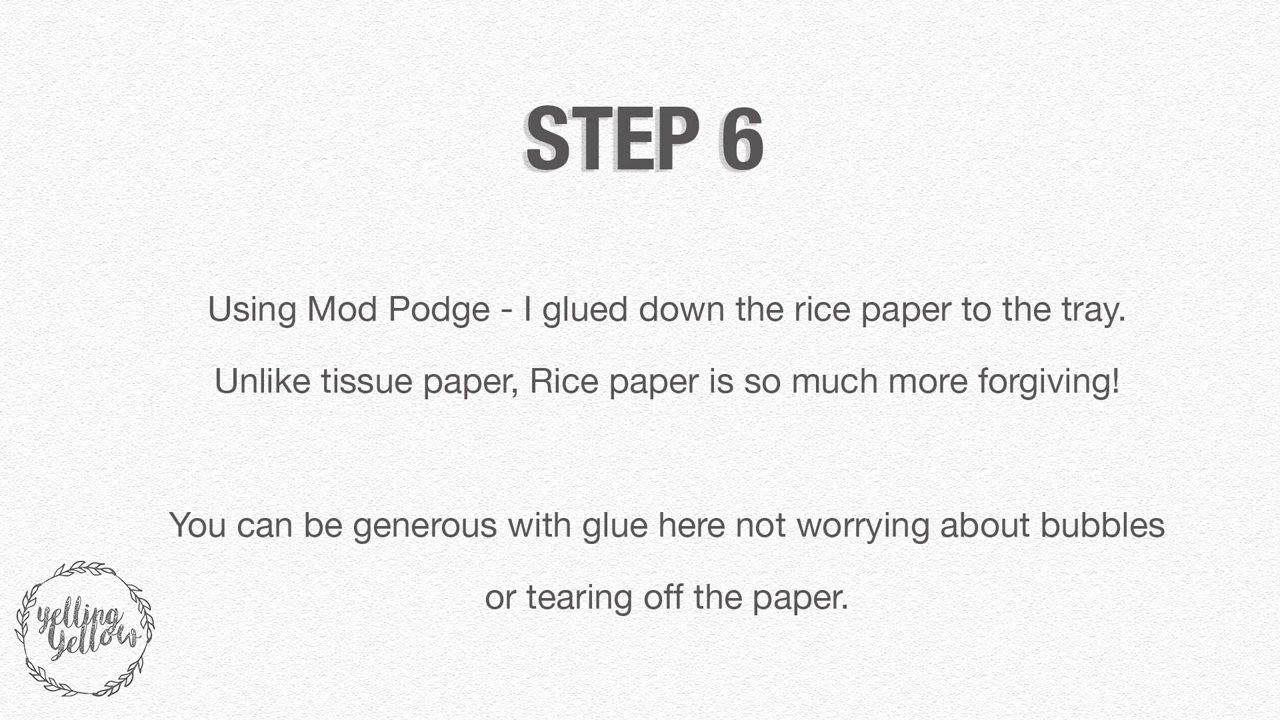 STEP 6
Using Mod Podge - I glued down the rice paper to the tray.
Unlike tissue paper, Rice paper is so much more forgiving!
You can be generous with glue here not worrying about bubbles
or tearing off the paper.
yelling
yellow